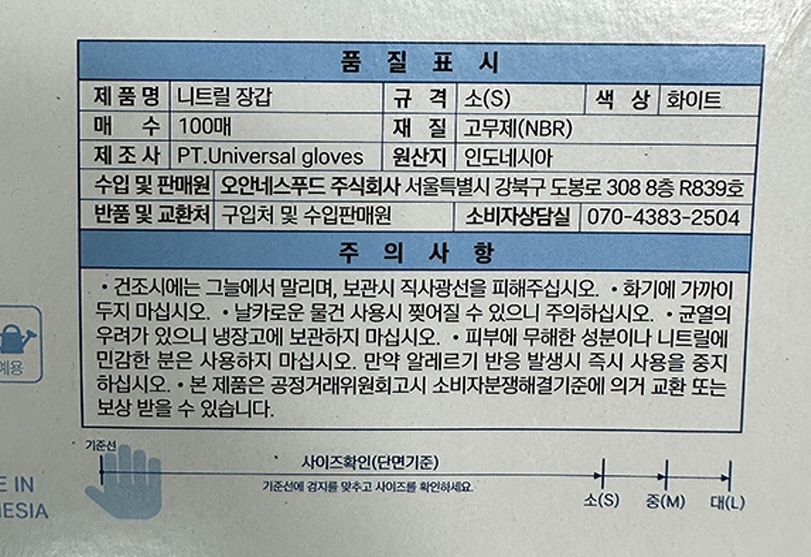 품 질 표 시
제 품 명 니트릴 장갑 규 격 소(S) 색 상 화이트
매 수 100매 재 질 고무제(NBR)
제 조 사 PT.Universal gloves 원산지 인도네시아
수입 및 판매원 오안네스푸드 주식회사 서울특별시 강북구 도봉로 308 8층 R839호
반품 및 교환처 구입처 및 수입판매원 소비자상담실 070-4383-2504
주 의 사 항
• 건조시에는 그늘에서 말리며, 보관시 직사광선을 피해주십시오. • 화기에 가까이
두지 마십시오. • 날카로운 물건 사용시 찢어질 수 있으니 주의하십시오. • 균열의
우려가 있으니 냉장고에 보관하지 마십시오. • 피부에 무해한 성분이나 니트릴에
민감한 분은 사용하지 마십시오. 만약 알레르기 반응 발생시 즉시 사용을 중지
하십시오. • 본 제품은 공정거래위원회고시 소비자분쟁해결기준에 의거 교환 또는
보상 받을 수 있습니다.
예용
기준선
사이즈확인(단면기준)
기준선에 검지를 맞추고 사이즈를 확인하세요.
소(S) 중(M) 대(L)
E IN
NESIA